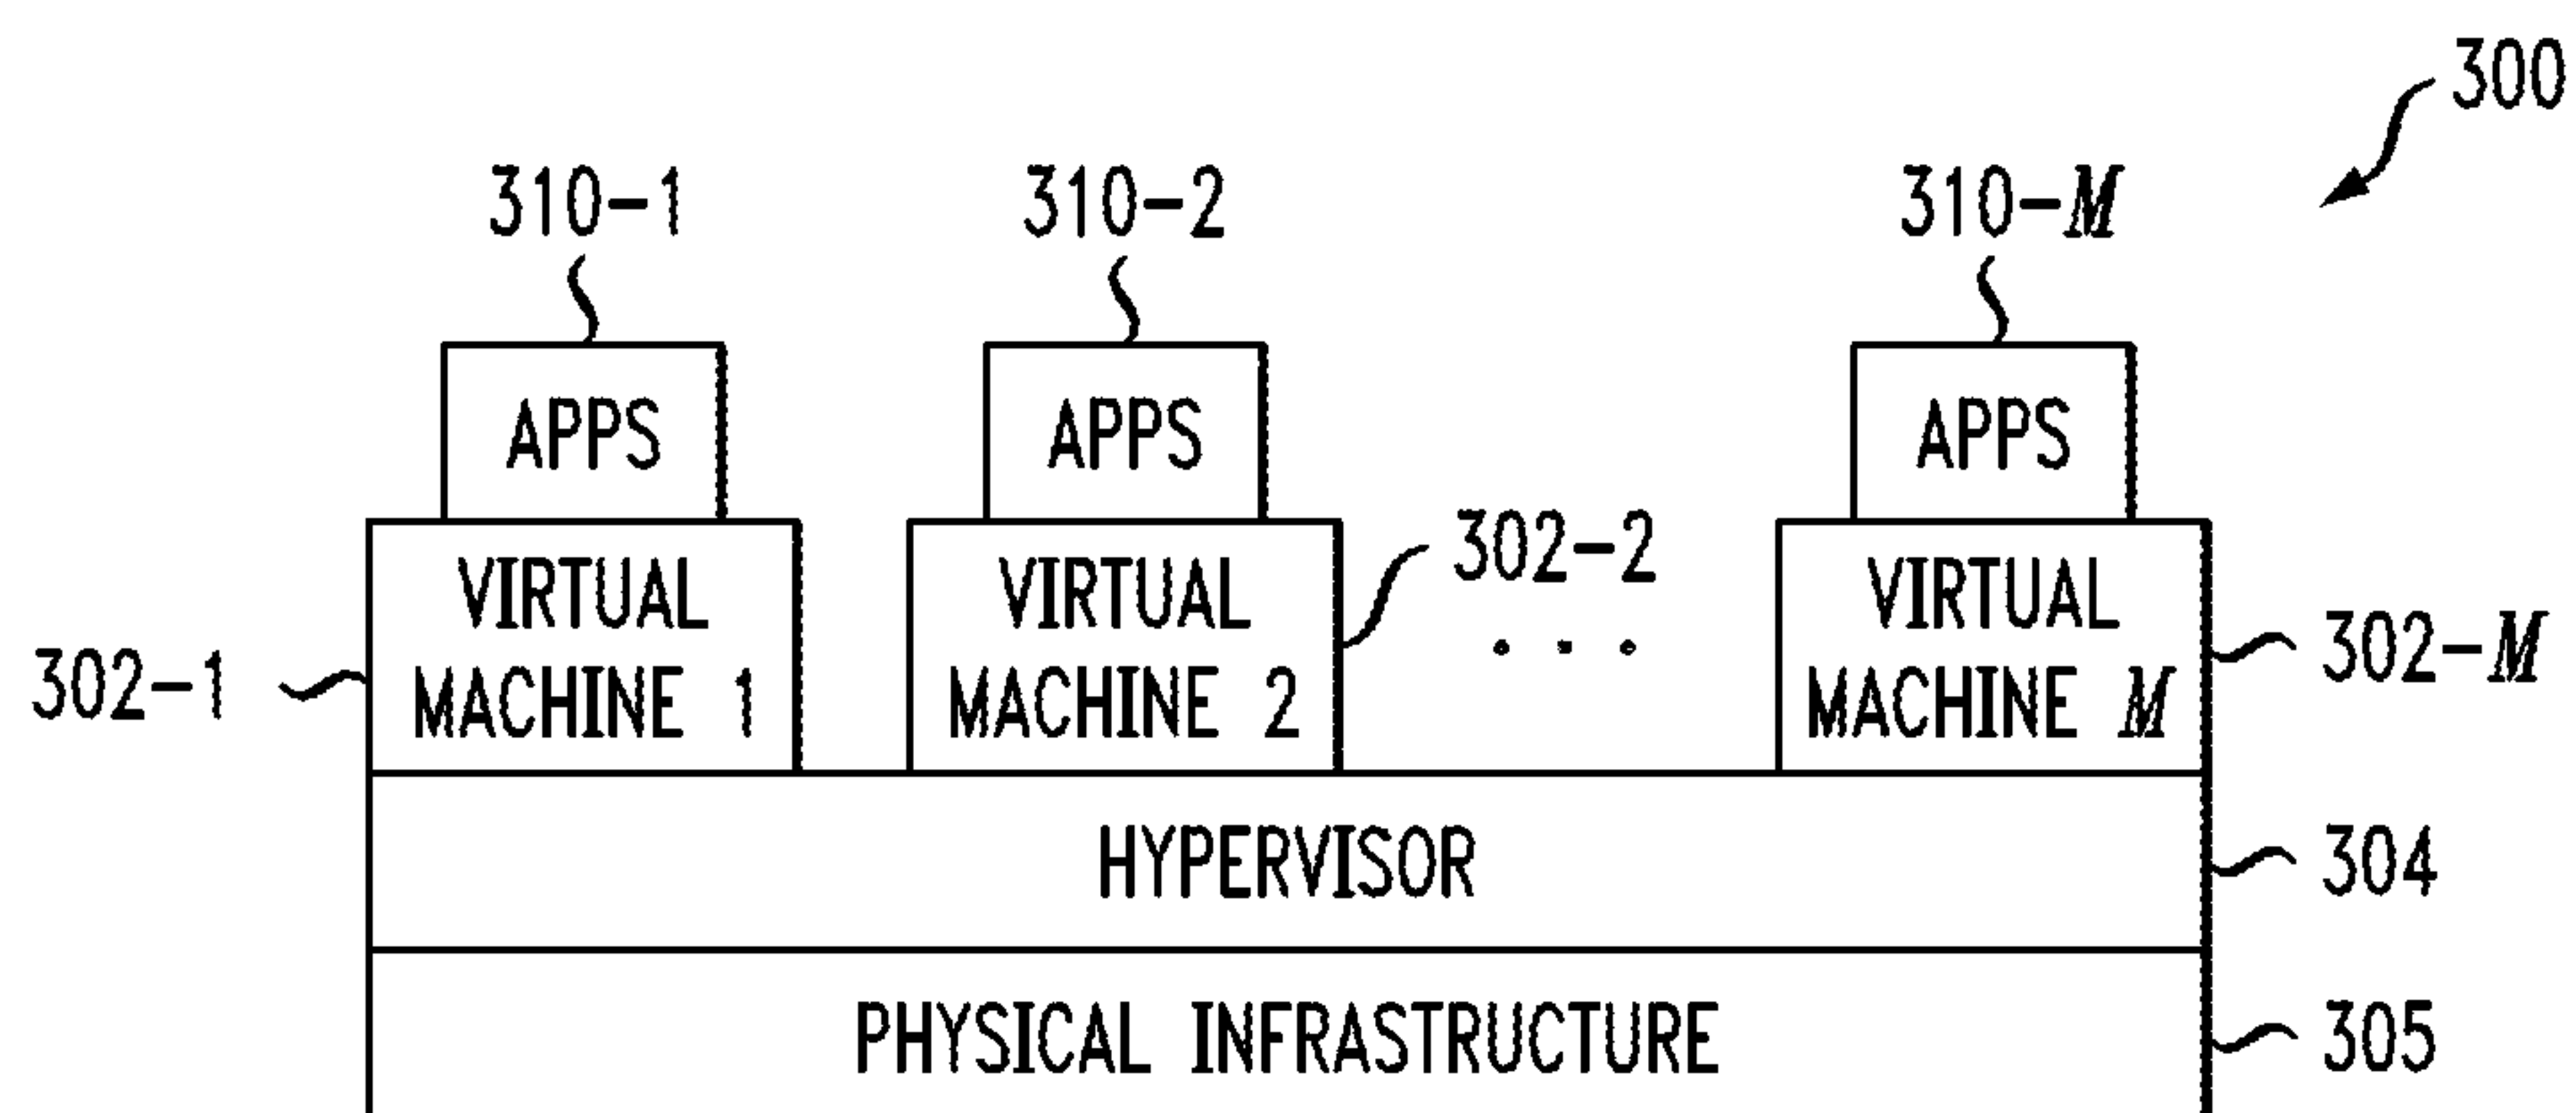 300
310-1
310-2
310-M
APPS
APPS
APPS
302-2
VIRTUAL
MACHINE 1
VIRTUAL
MACHINE 2
. . .
VIRTUAL
MACHINE M
302-1
302-M
HYPERVISOR
304
PHYSICAL INFRASTRUCTURE
305